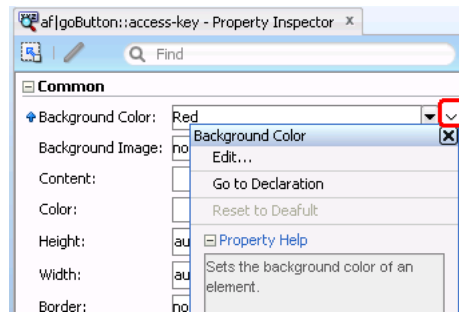 af|goButton::access-key - Property Inspector x
Find
Common
Background Color: Red
Background Color
Background Image: no
Edit...
Content:
Go to Declaration
Color:
Reset to Deafult
Height: au
Property Help
Width: au
Sets the background color of an
element.
Border: no